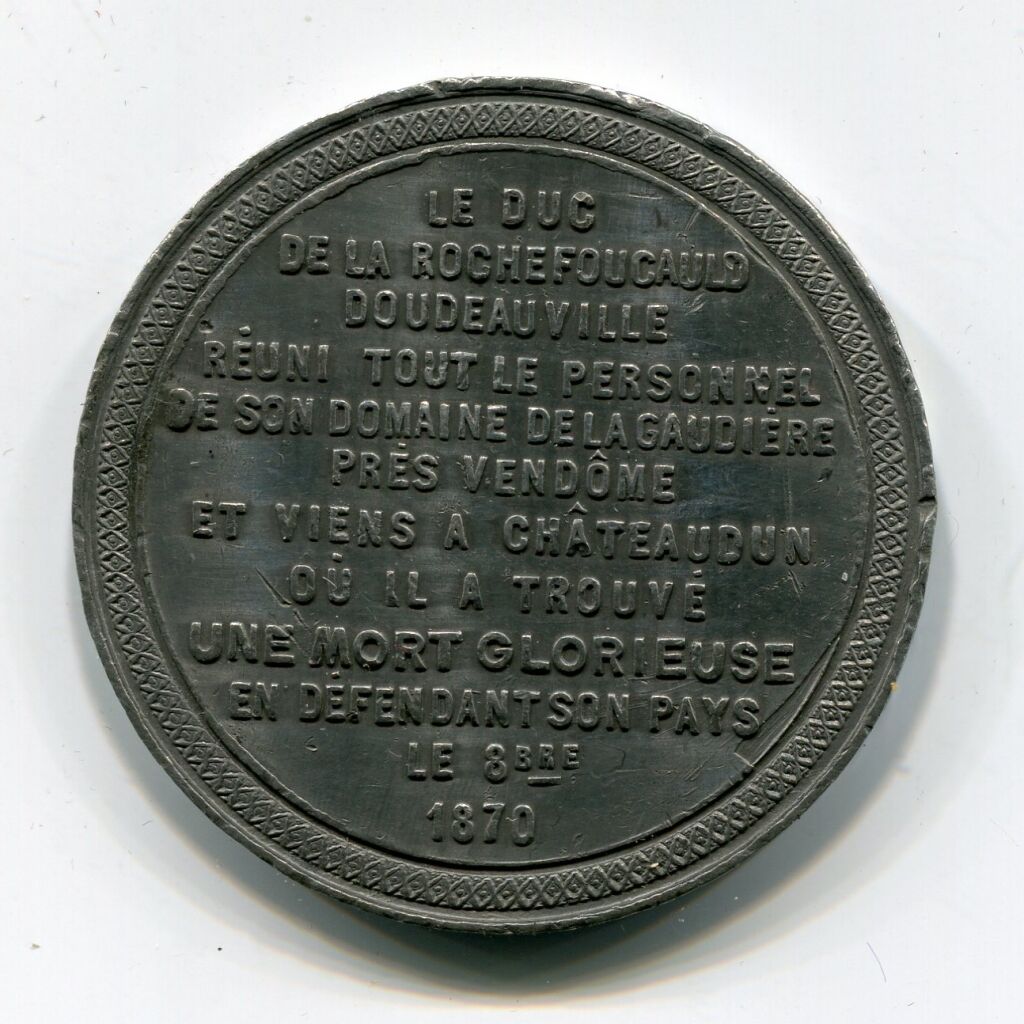 LE DUC
DE LA ROCHEFOUCAULD
DOUDEAUVILLE
RÉUNI TOUT LE PERSONNEL
DE SON DOMAINE DE LA GAUDIÈRE
PRÈS VENDÔME
ET VIENS A CHÂTEAUDUN
OÙ IL A TROUVÉ
UNE MORT GLORIEUSE
EN DÉFENDANT SON PAYS
LE 8BRE
1870